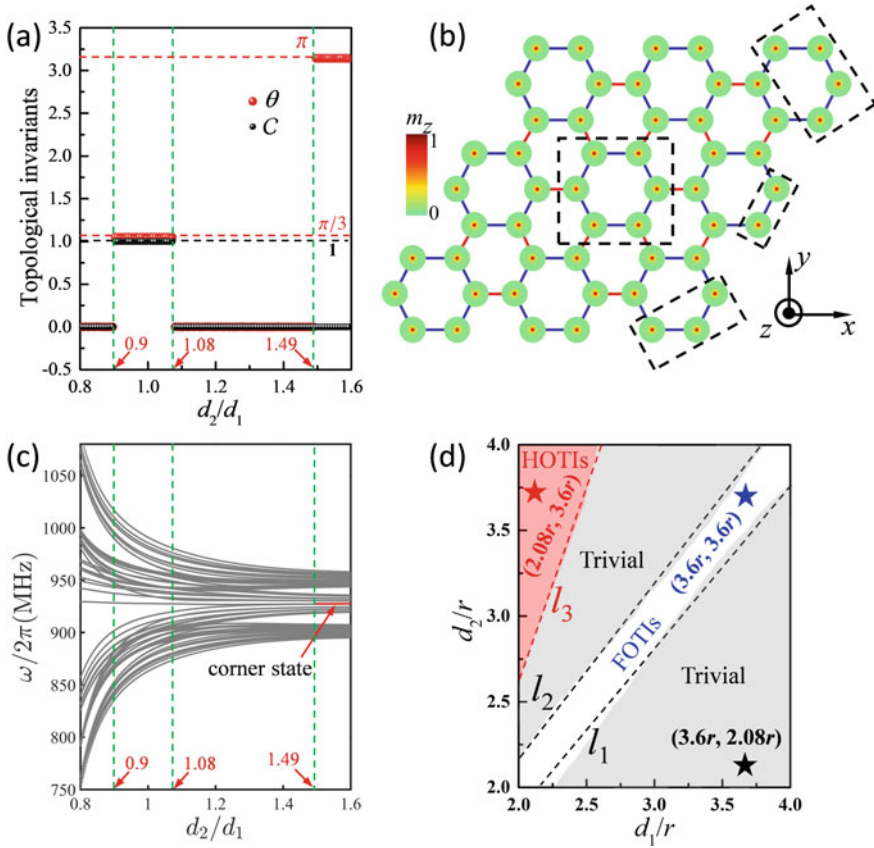 (a)
3.5
3.0
2.5
2.0
1.5
1.0
0.5
0.0
-0.5
Topological invariants
π
θ
C
π/3
1
0.9
1.08
1.49
0.8
1.0
1.2
1.4
1.6
d₂/d₁
(b)
m_z
1
0
y
z
x
(c)
1050
1000
950
900
850
800
750
ω/2π(MHz)
corner state
0.9
1.08
1.49
0.8
1
1.2
1.4
1.6
d₂/d₁
(d)
4.0
3.5
3.0
2.5
2.0
d₂/r
HOTIs
(2.08r, 3.6r)
Trivial
(3.6r, 3.6r)
l₃
FOTIs
l₂
Trivial
l₁
(3.6r, 2.08r)
2.0
2.5
3.0
3.5
4.0
d₁/r